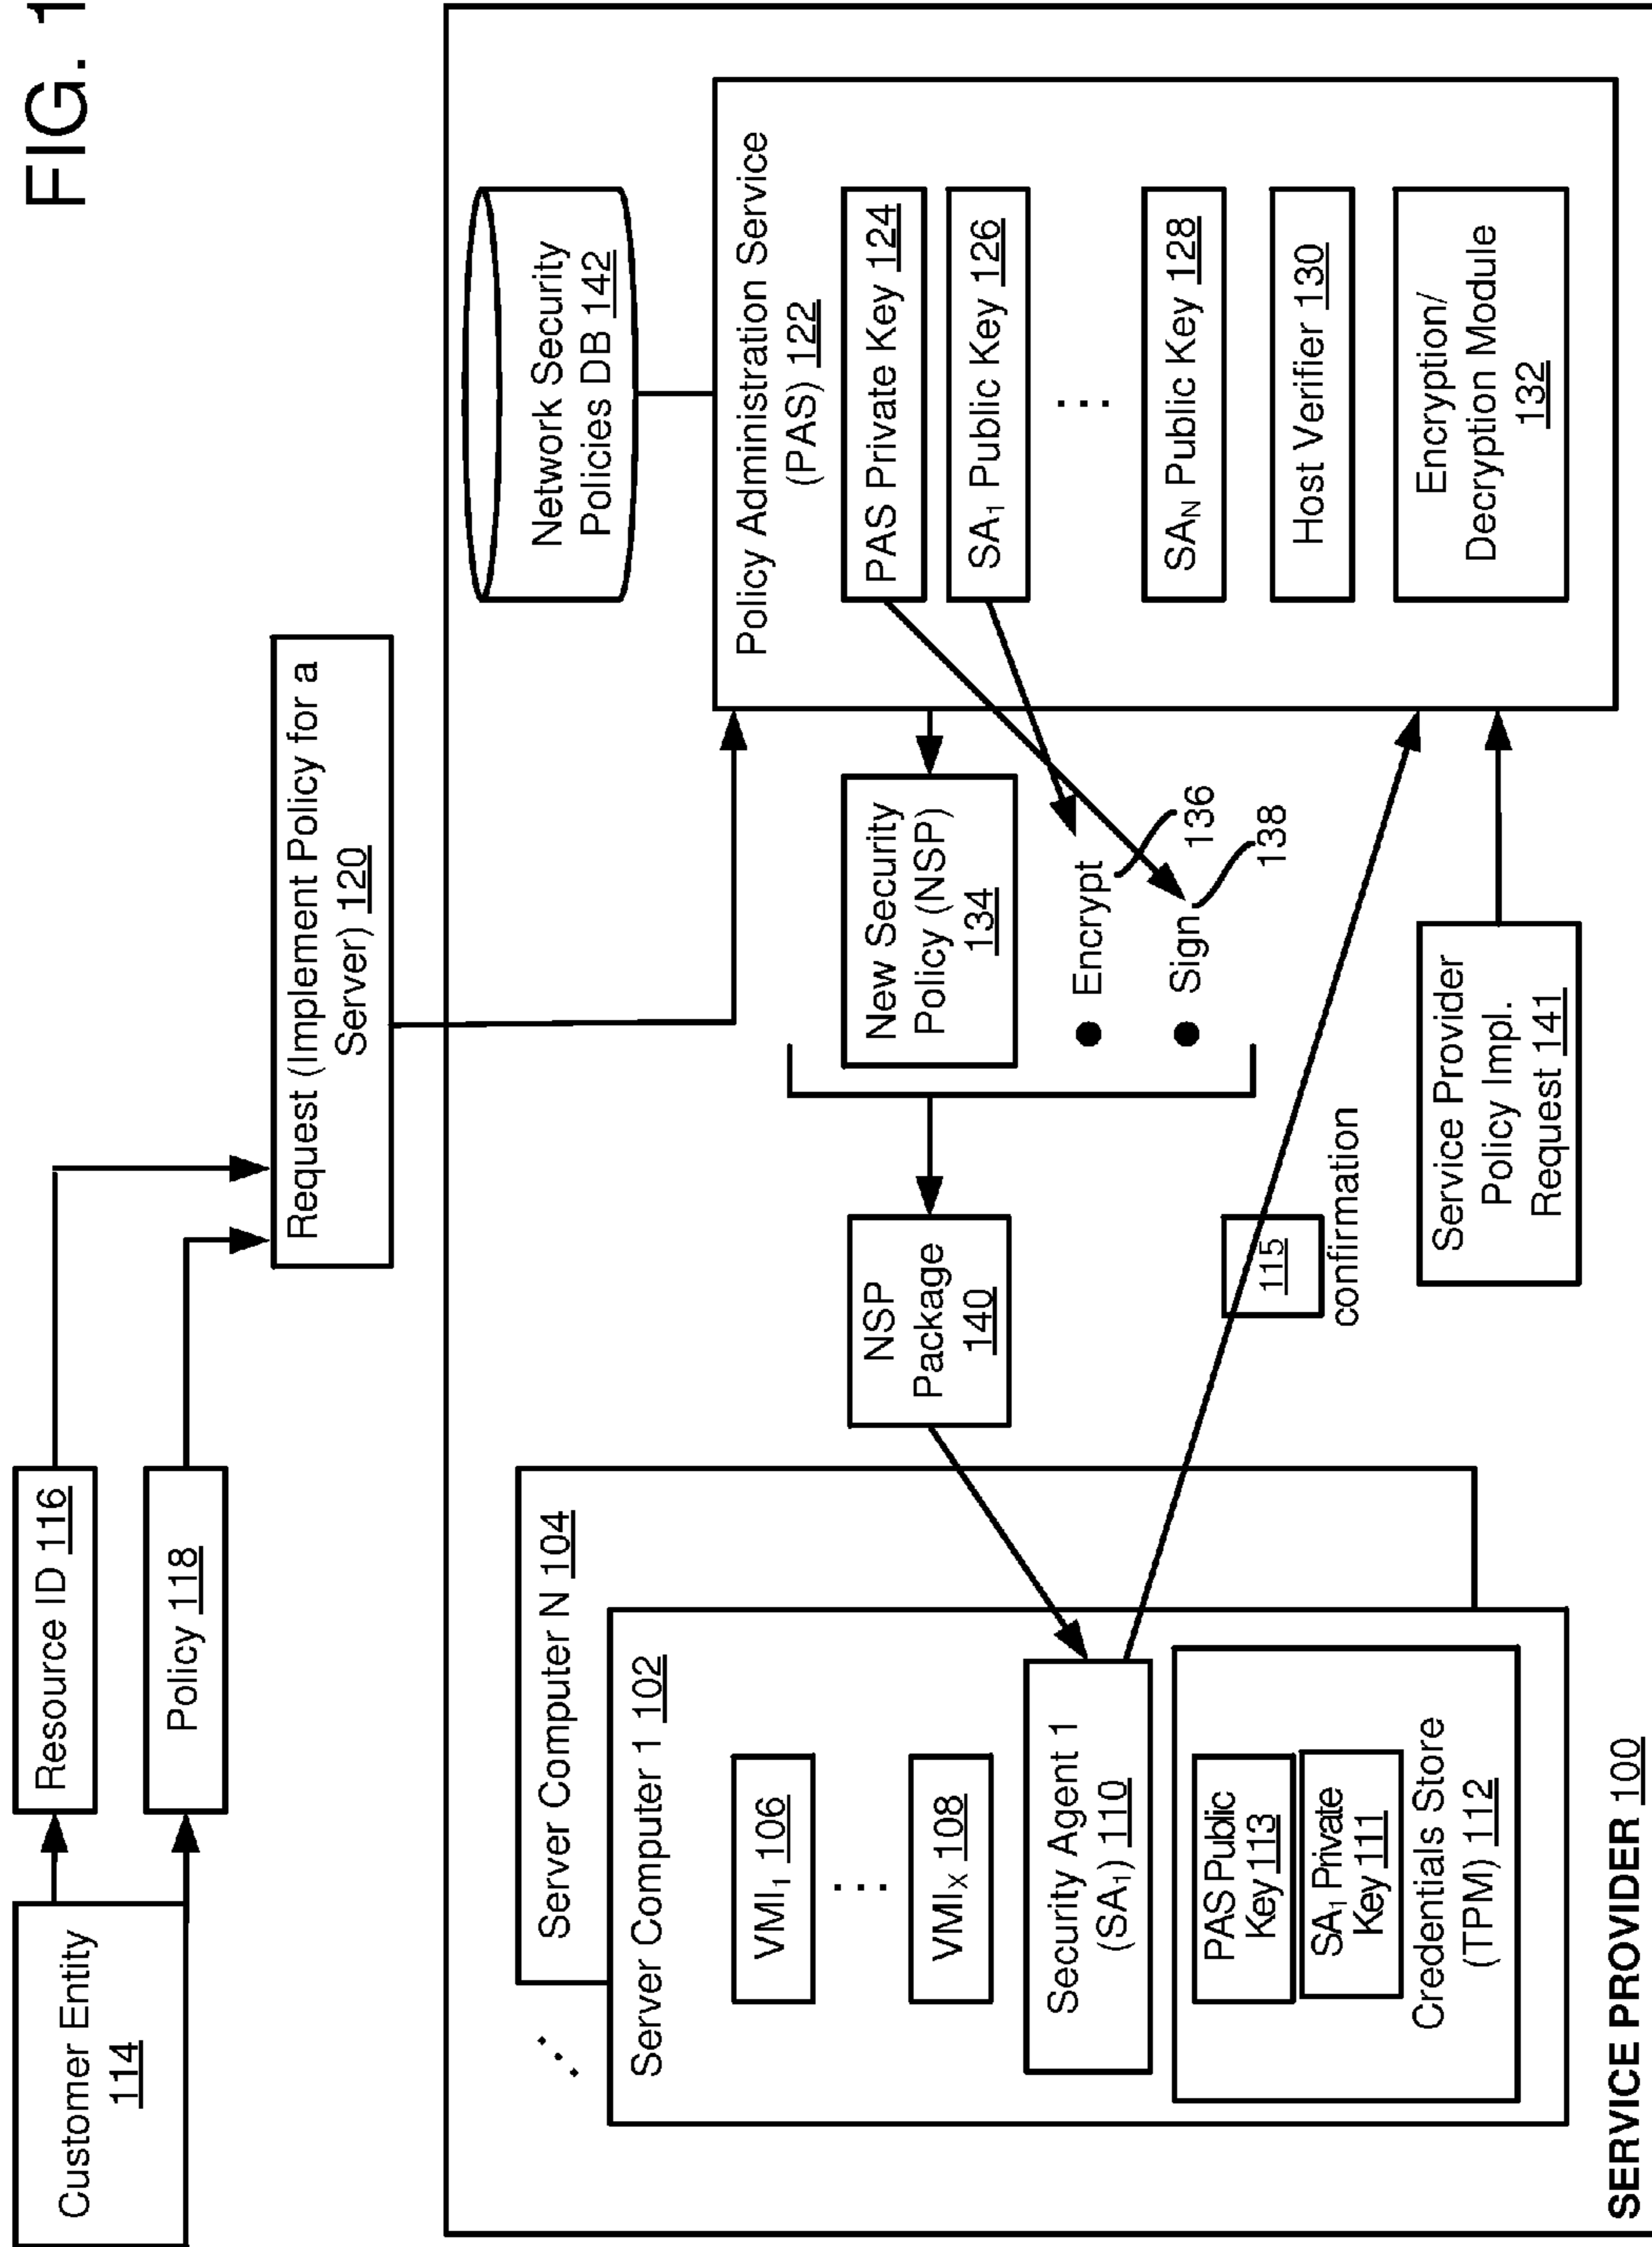 FIG. 1
Customer Entity
114
Resource ID 116
Policy 118
Request (Implement Policy for a
Server) 120
Server Computer N 104
Server Computer 1 102
VMI1 106
...
VMIX 108
Security Agent 1
(SA1) 110
PAS Public
Key 113
SA1 Private
Key 111
Credentials Store
(TPMI) 112
NSP
Package
140
115
confirmation
New Security
Policy (NSP)
134
● Encrypt
136
● Sign
138
Service Provider
Policy Impl.
Request 141
Network Security
Policies DB 142
Policy Administration Service
(PAS) 122
PAS Private Key 124
SA1 Public Key 126
...
SAN Public Key 128
Host Verifier 130
Encryption/
Decryption Module
132
SERVICE PROVIDER 100